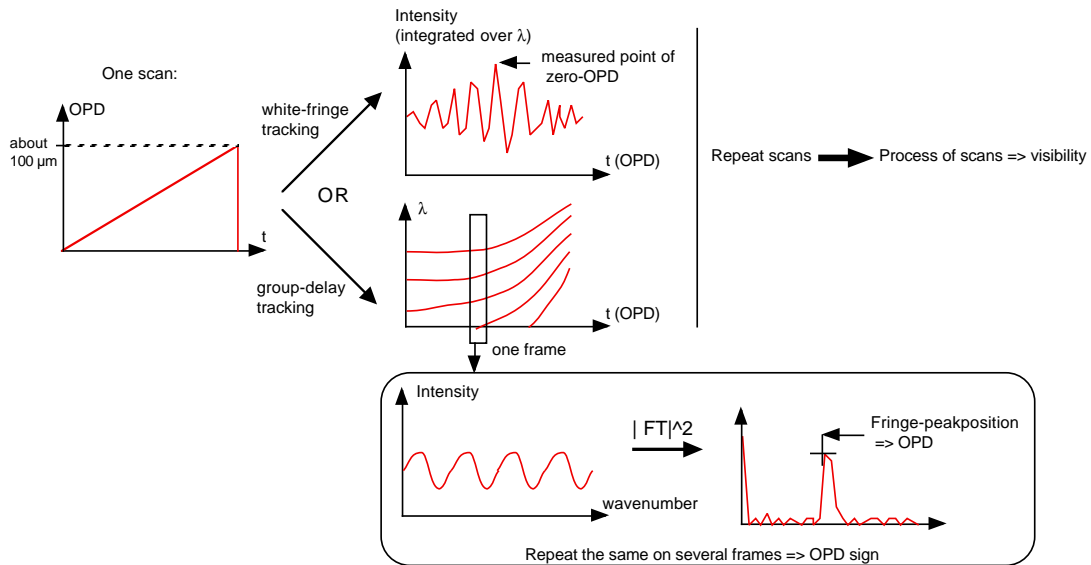 One scan:
OPD
about
100 µm
t
white-fringe
tracking
OR
group-delay
tracking
Intensity
(integrated over λ)
measured point of
zero-OPD
t (OPD)
λ
t (OPD)
one frame
Repeat scans
Process of scans => visibility
Intensity
wavenumber
| FT|^2
Fringe-peakposition
=> OPD
Repeat the same on several frames => OPD sign